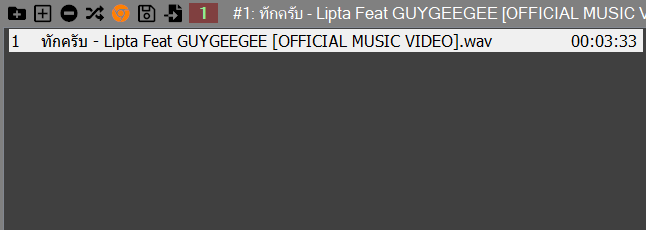 1 #1: ทักครับ - Lipta Feat GUYGEEGEE [OFFICIAL MUSIC
1 ทักครับ - Lipta Feat GUYGEEGEE [OFFICIAL MUSIC VIDEO].wav 00:03:33